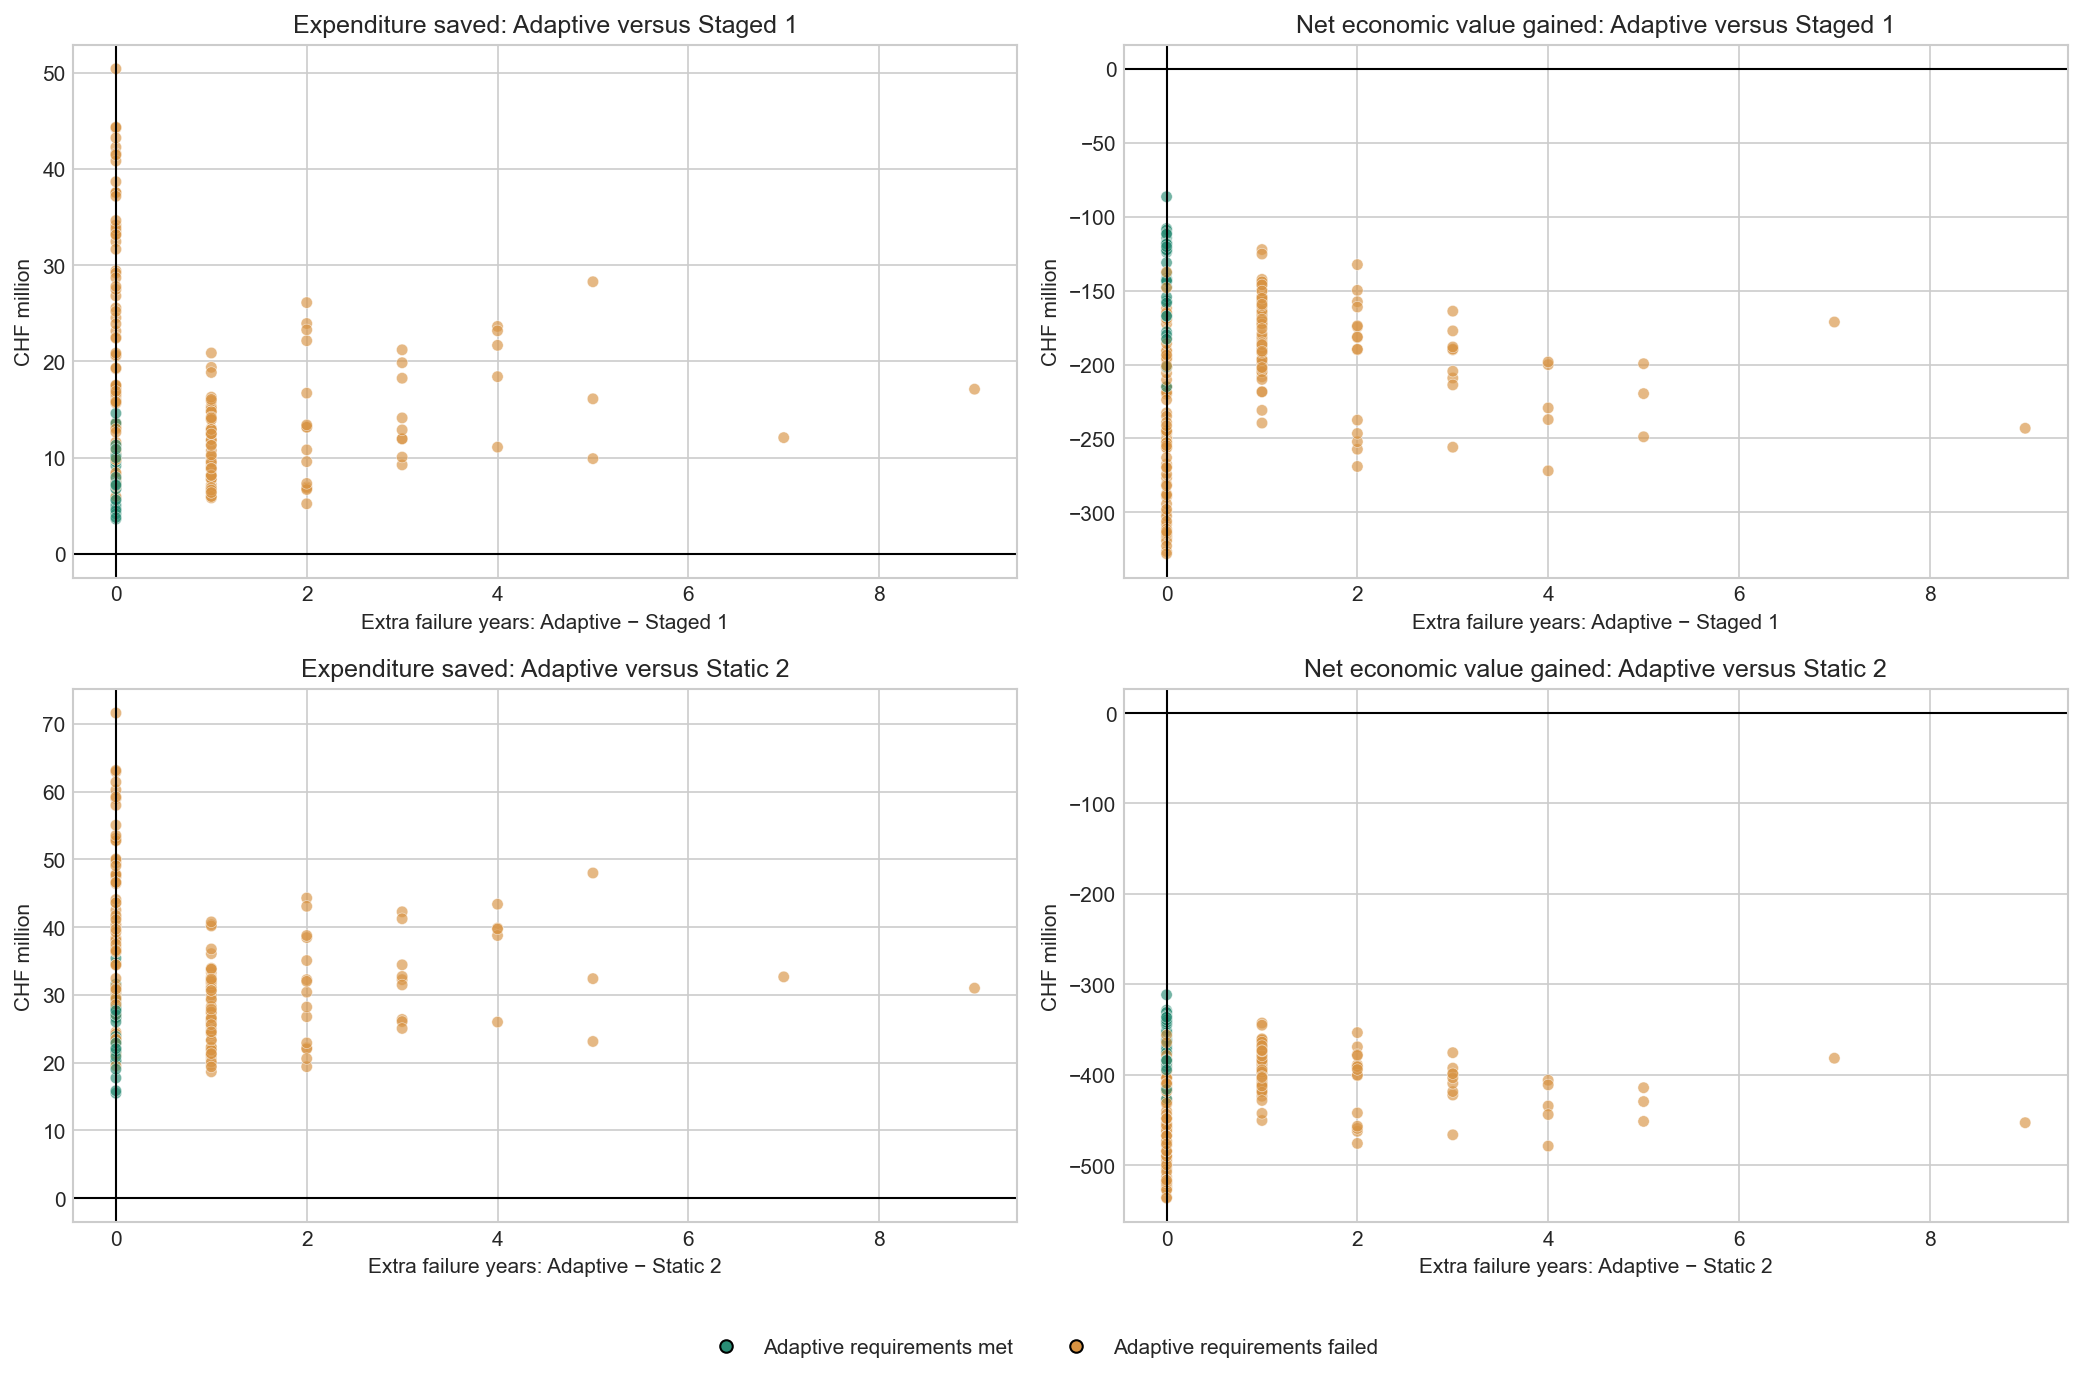 Expenditure saved: Adaptive versus Staged 1
CHF million
50
40
30
20
10
0
0 2 4 6 8
Extra failure years: Adaptive − Staged 1
Net economic value gained: Adaptive versus Staged 1
CHF million
0
−50
−100
−150
−200
−250
−300
0 2 4 6 8
Extra failure years: Adaptive − Staged 1
Expenditure saved: Adaptive versus Static 2
CHF million
70
60
50
40
30
20
10
0
0 2 4 6 8
Extra failure years: Adaptive − Static 2
Net economic value gained: Adaptive versus Static 2
CHF million
0
−100
−200
−300
−400
−500
0 2 4 6 8
Extra failure years: Adaptive − Static 2
Adaptive requirements met
Adaptive requirements failed